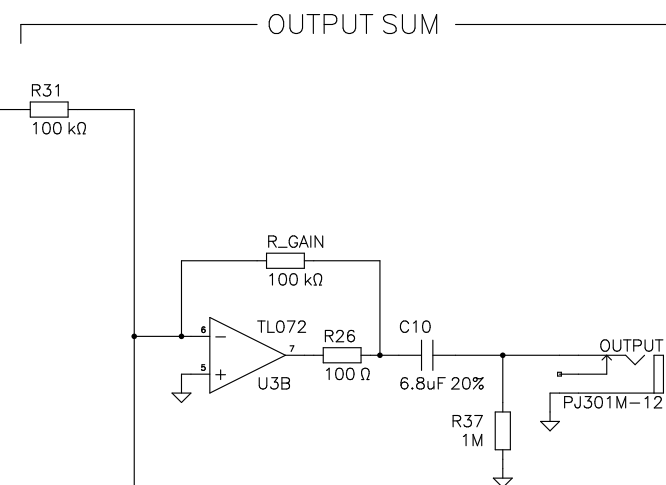 OUTPUT SUM
R31
100 kΩ
R_GAIN
100 kΩ
TL072
6
7
5
U3B
R26
100 Ω
C10
6.8uF 20%
OUTPUT
PJ301M-12
R37
1M